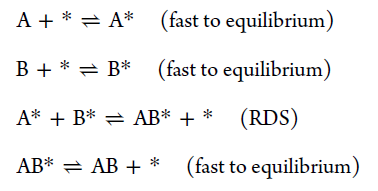 A + * ⇌ A* (fast to equilibrium)
B + * ⇌ B* (fast to equilibrium)
A* + B* ⇌ AB* + * (RDS)
AB* ⇌ AB + * (fast to equilibrium)